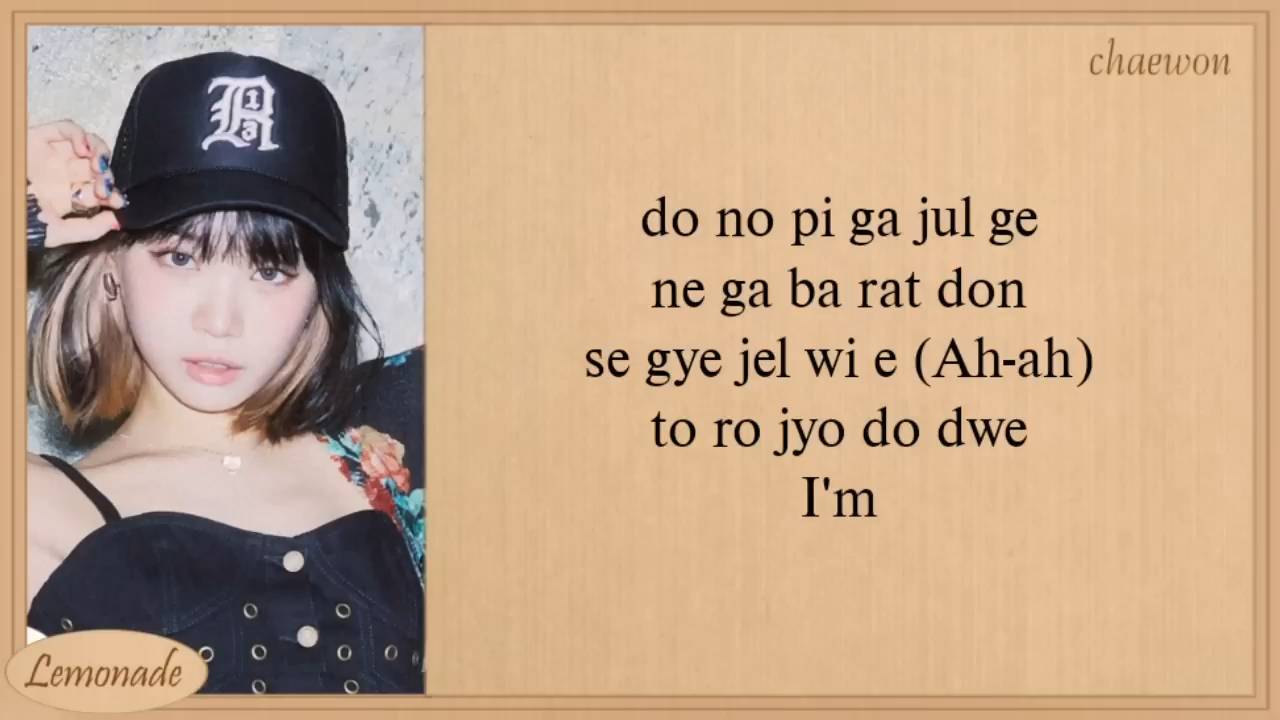 chaewon
do no pi ga jul ge
ne ga ba rat don
se gye jel wi e (Ah-ah)
to ro jyo do dwe
I'm
Lemonade